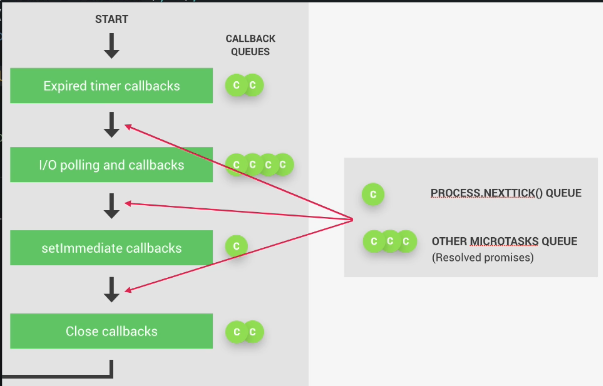 START
CALLBACK
QUEUES
Expired timer callbacks
C C
I/O polling and callbacks
C C C C
C
PROCESS.NEXTTICK() QUEUE
setImmediate callbacks
C
C C C
OTHER MICROTASKS QUEUE
(Resolved promises)
Close callbacks
C C